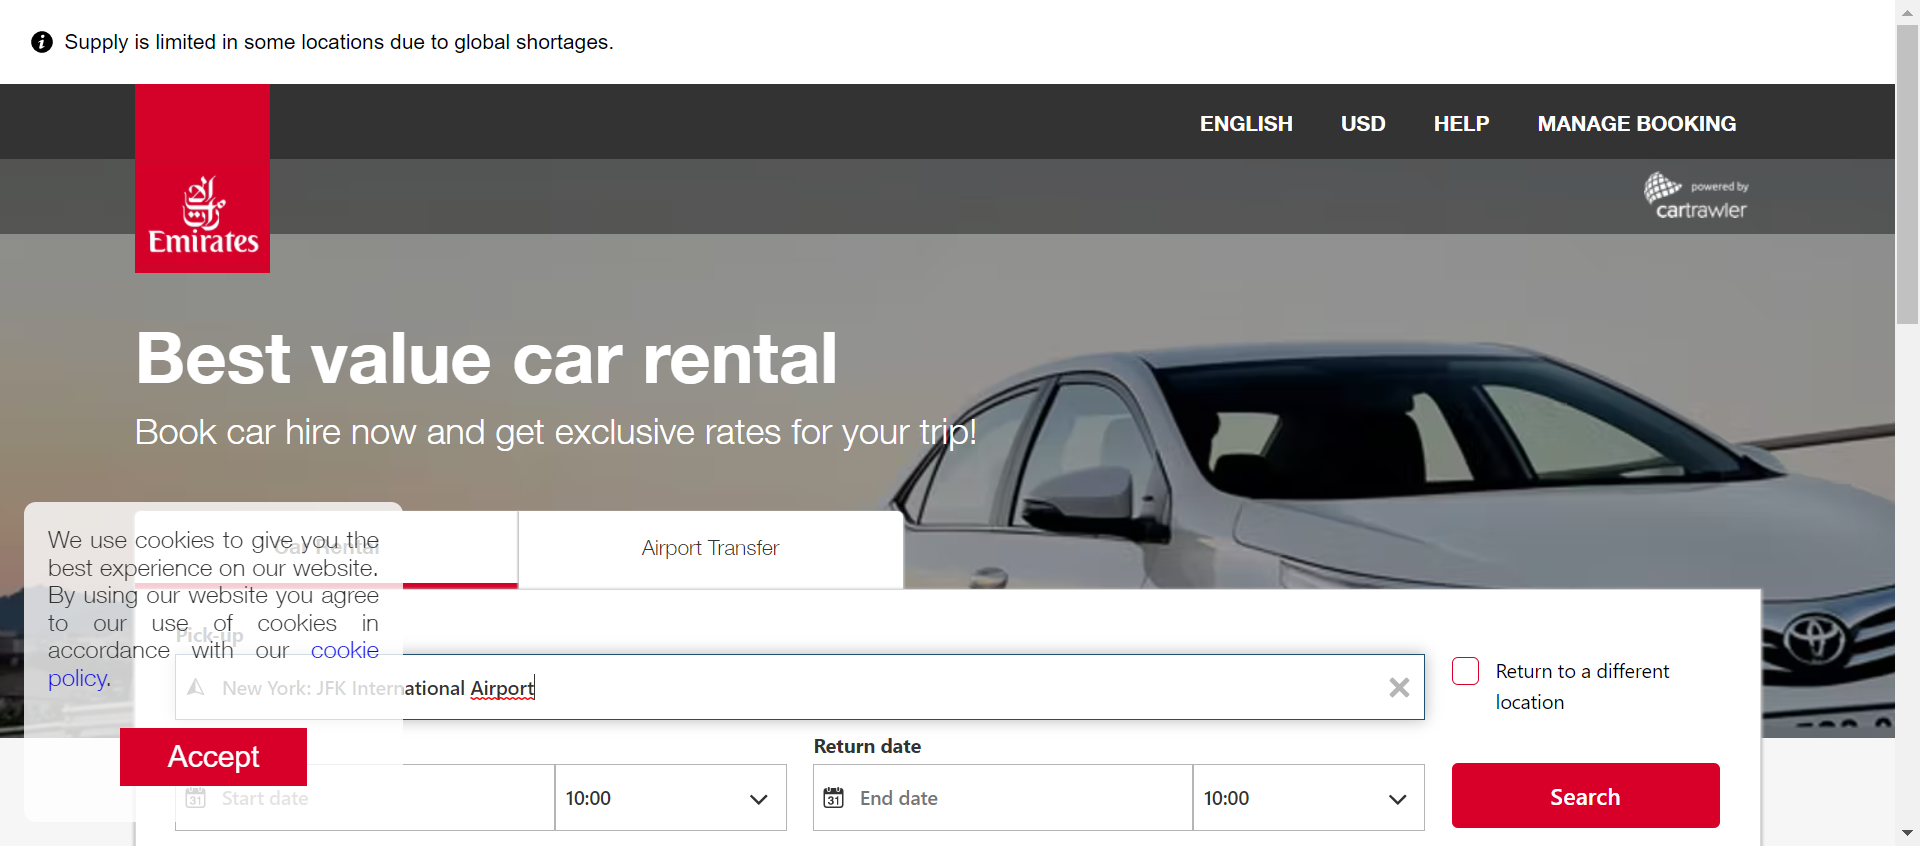 Supply is limited in some locations due to global shortages.
ENGLISH USD HELP MANAGE BOOKING
powered by
cartrawler
Emirates
Best value car rental
Book car hire now and get exclusive rates for your trip!
Car Rental
Airport Transfer
We use cookies to give you the
best experience on our website.
By using our website you agree
to our use of cookies in
accordance with our cookie
policy.
Accept
Pick-up
New York: JFK International Airport
Return to a different
location
Return date
31 Start date
10:00
31 End date
10:00
Search